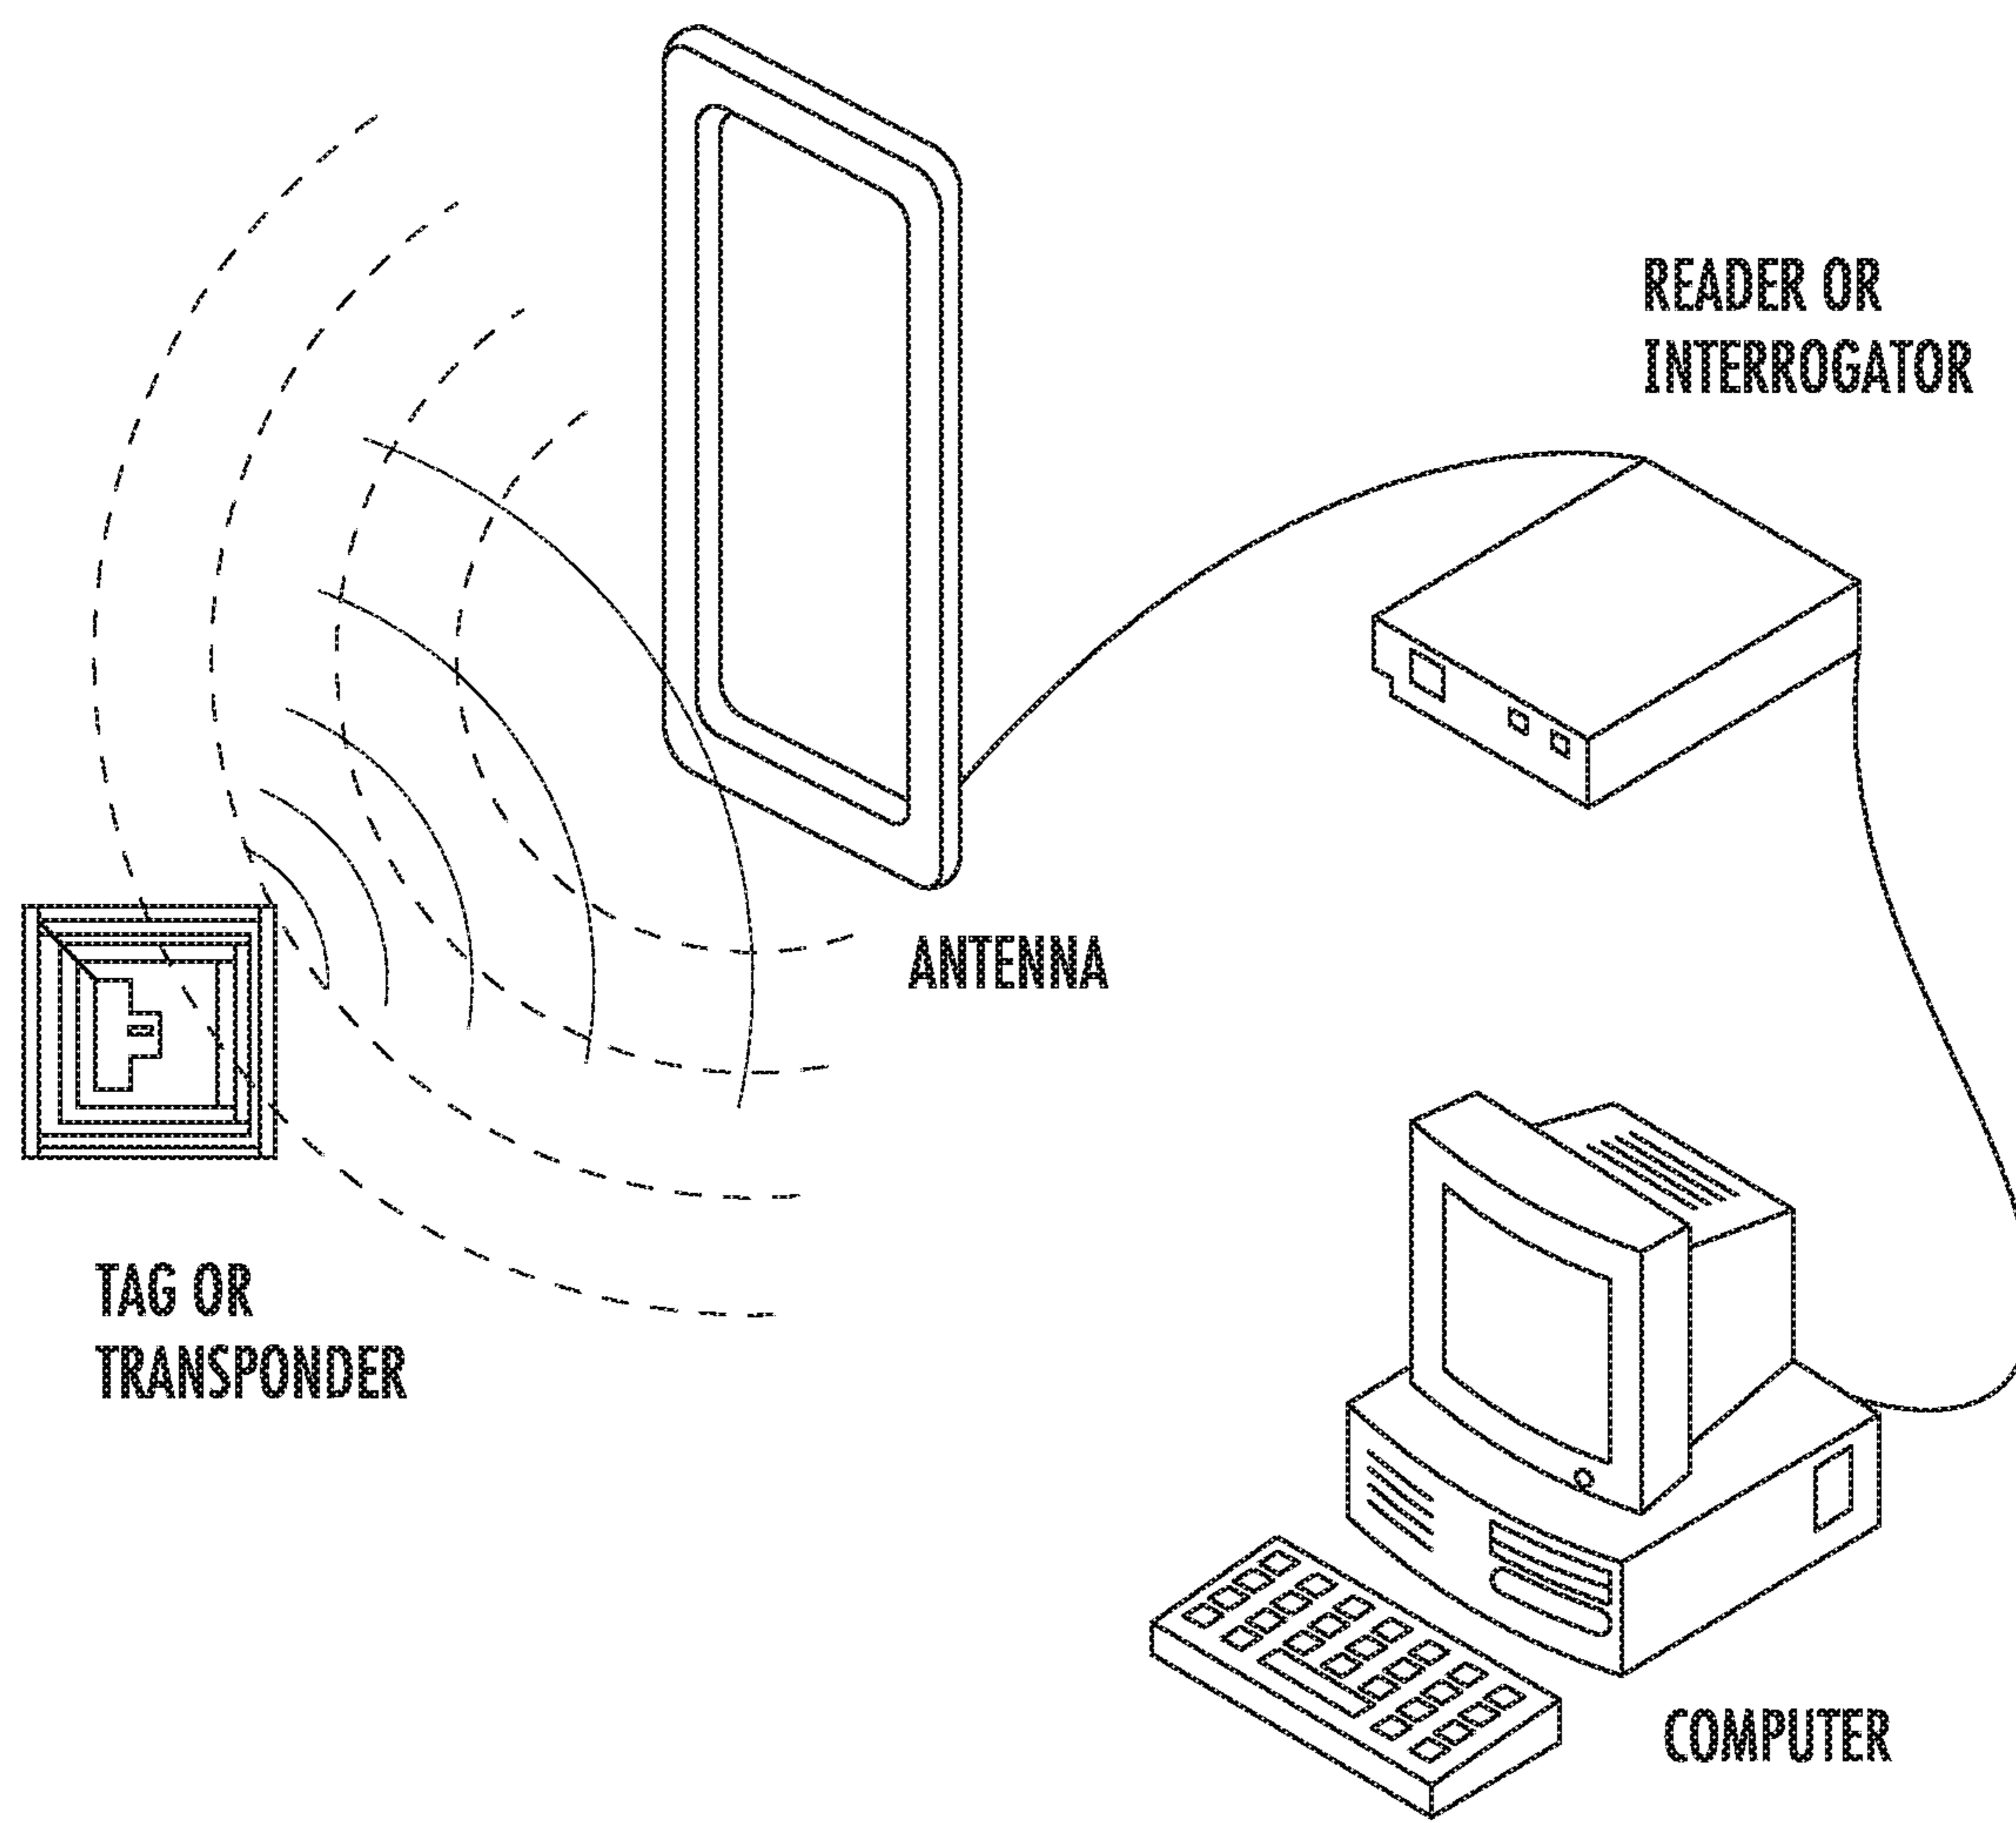 READER OR
INTERROGATOR
ANTENNA
TAG OR
TRANSPONDER
COMPUTER